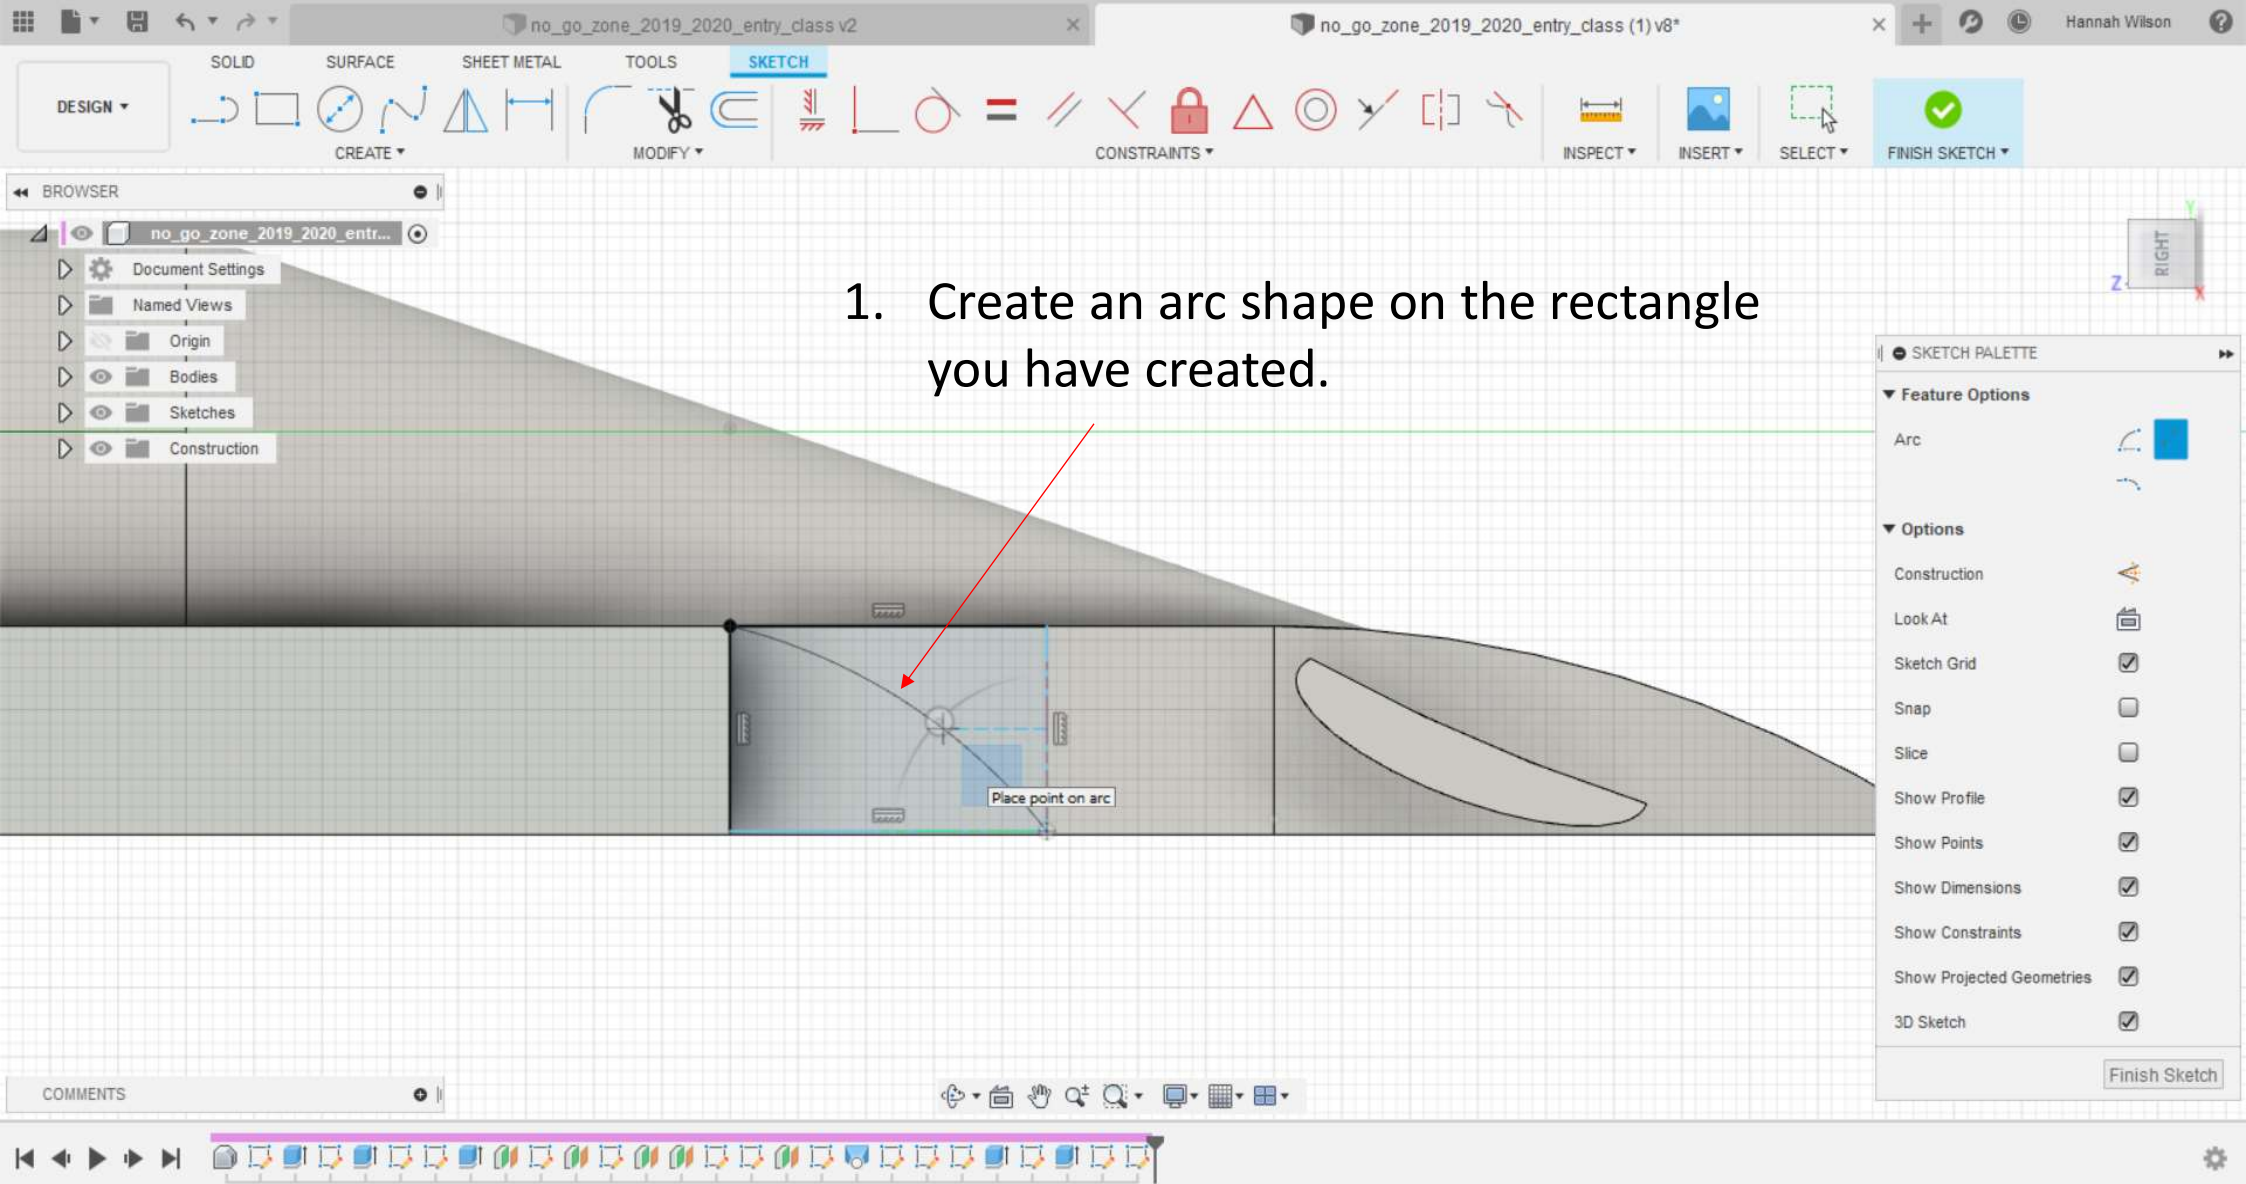 no_go_zone_2019_2020_entry_class v2
no_go_zone_2019_2020_entry_class (1) v8*
Hannah Wilson
SOLID SURFACE SHEET METAL TOOLS SKETCH
DESIGN
CREATE MODIFY CONSTRAINTS INSPECT INSERT SELECT FINISH SKETCH
BROWSER
no_go_zone_2019_2020_entr...
Document Settings
Named Views
Origin
Bodies
Sketches
Construction
1. Create an arc shape on the rectangle
you have created.
Place point on arc
Y
RIGHT
Z
X
SKETCH PALETTE
Feature Options
Arc
Options
Construction
Look At
Sketch Grid
Snap
Slice
Show Profile
Show Points
Show Dimensions
Show Constraints
Show Projected Geometries
3D Sketch
Finish Sketch
COMMENTS